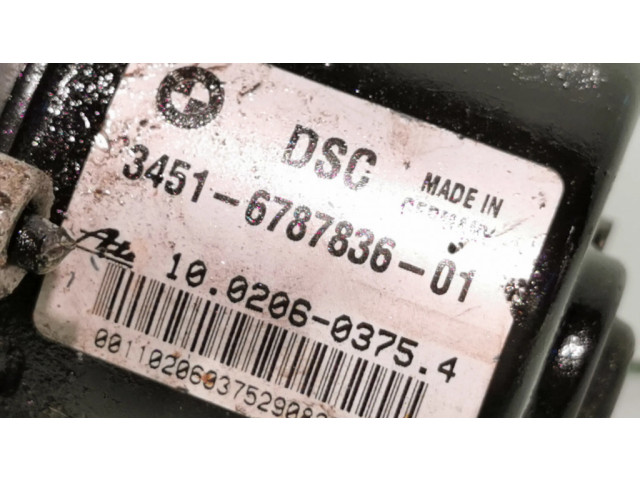 DSC
MADE IN
GERMANY
3451-6787836-01
Ate
10.0206-0375.4